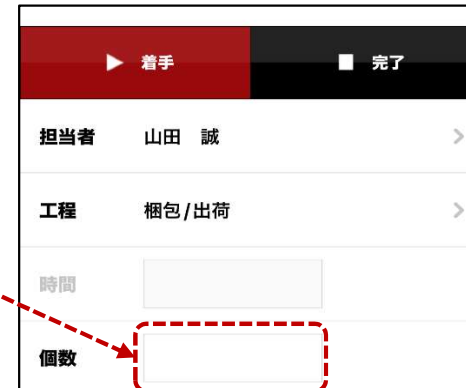 ▶ 着手 ■ 完了
担当者 山田 誠 >
工程 梱包/出荷 >
時間
個数